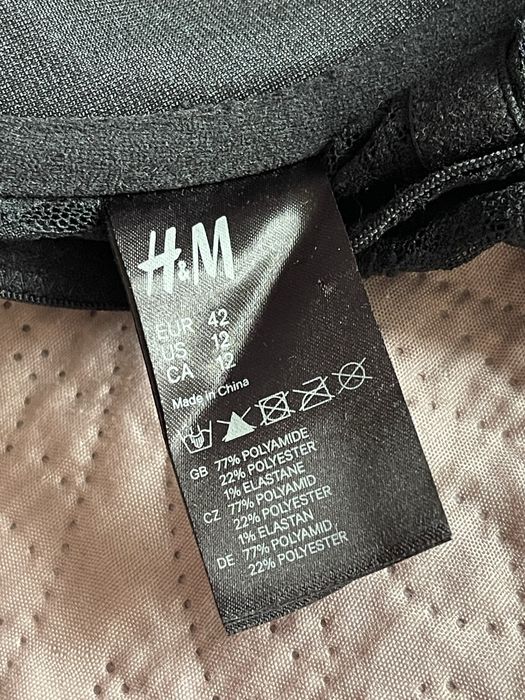 H&M
EUR 42
US 12
CA 12
Made in China
GB 77% POLYAMIDE
22% POLYESTER
1% ELASTANE
CZ 77% POLYAMID
22% POLYESTER
1% ELASTAN
DE 77% POLYAMID
22% POLYESTER